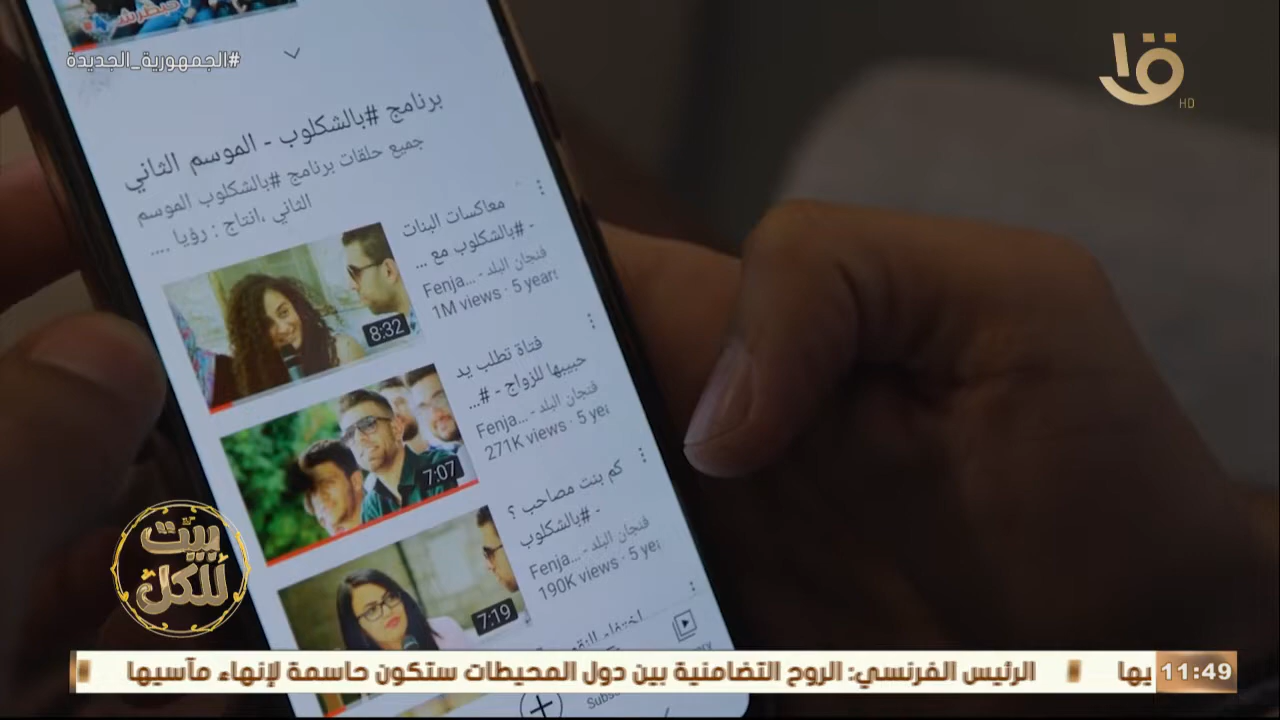 #الجمهورية_الجديدة
HD
برنامج #بالشكلوب - الموسم الثاني
جميع حلقات برنامج #بالشكلوب الموسم
الثاني ،انتاج : رؤيا ....
معاكسات البنات
- #بالشكلوب مع ...
فنجان البلد - Fenja...
1M views · 5 years
8:32
فتاة تطلب يد
حبيبها للزواج - #...
فنجان البلد - Fenja...
271K views · 5 ye
7:07
كم بنت مصاحب ؟
- #بالشكلوب
فنجان البلد - Fenja...
190K views · 5 ye
7:19
Subs
بيت
للكل
الرئيس الفرنسي: الروح التضامنية بين دول المحيطات ستكون حاسمة لإنهاء مآسيها
يها
11:49